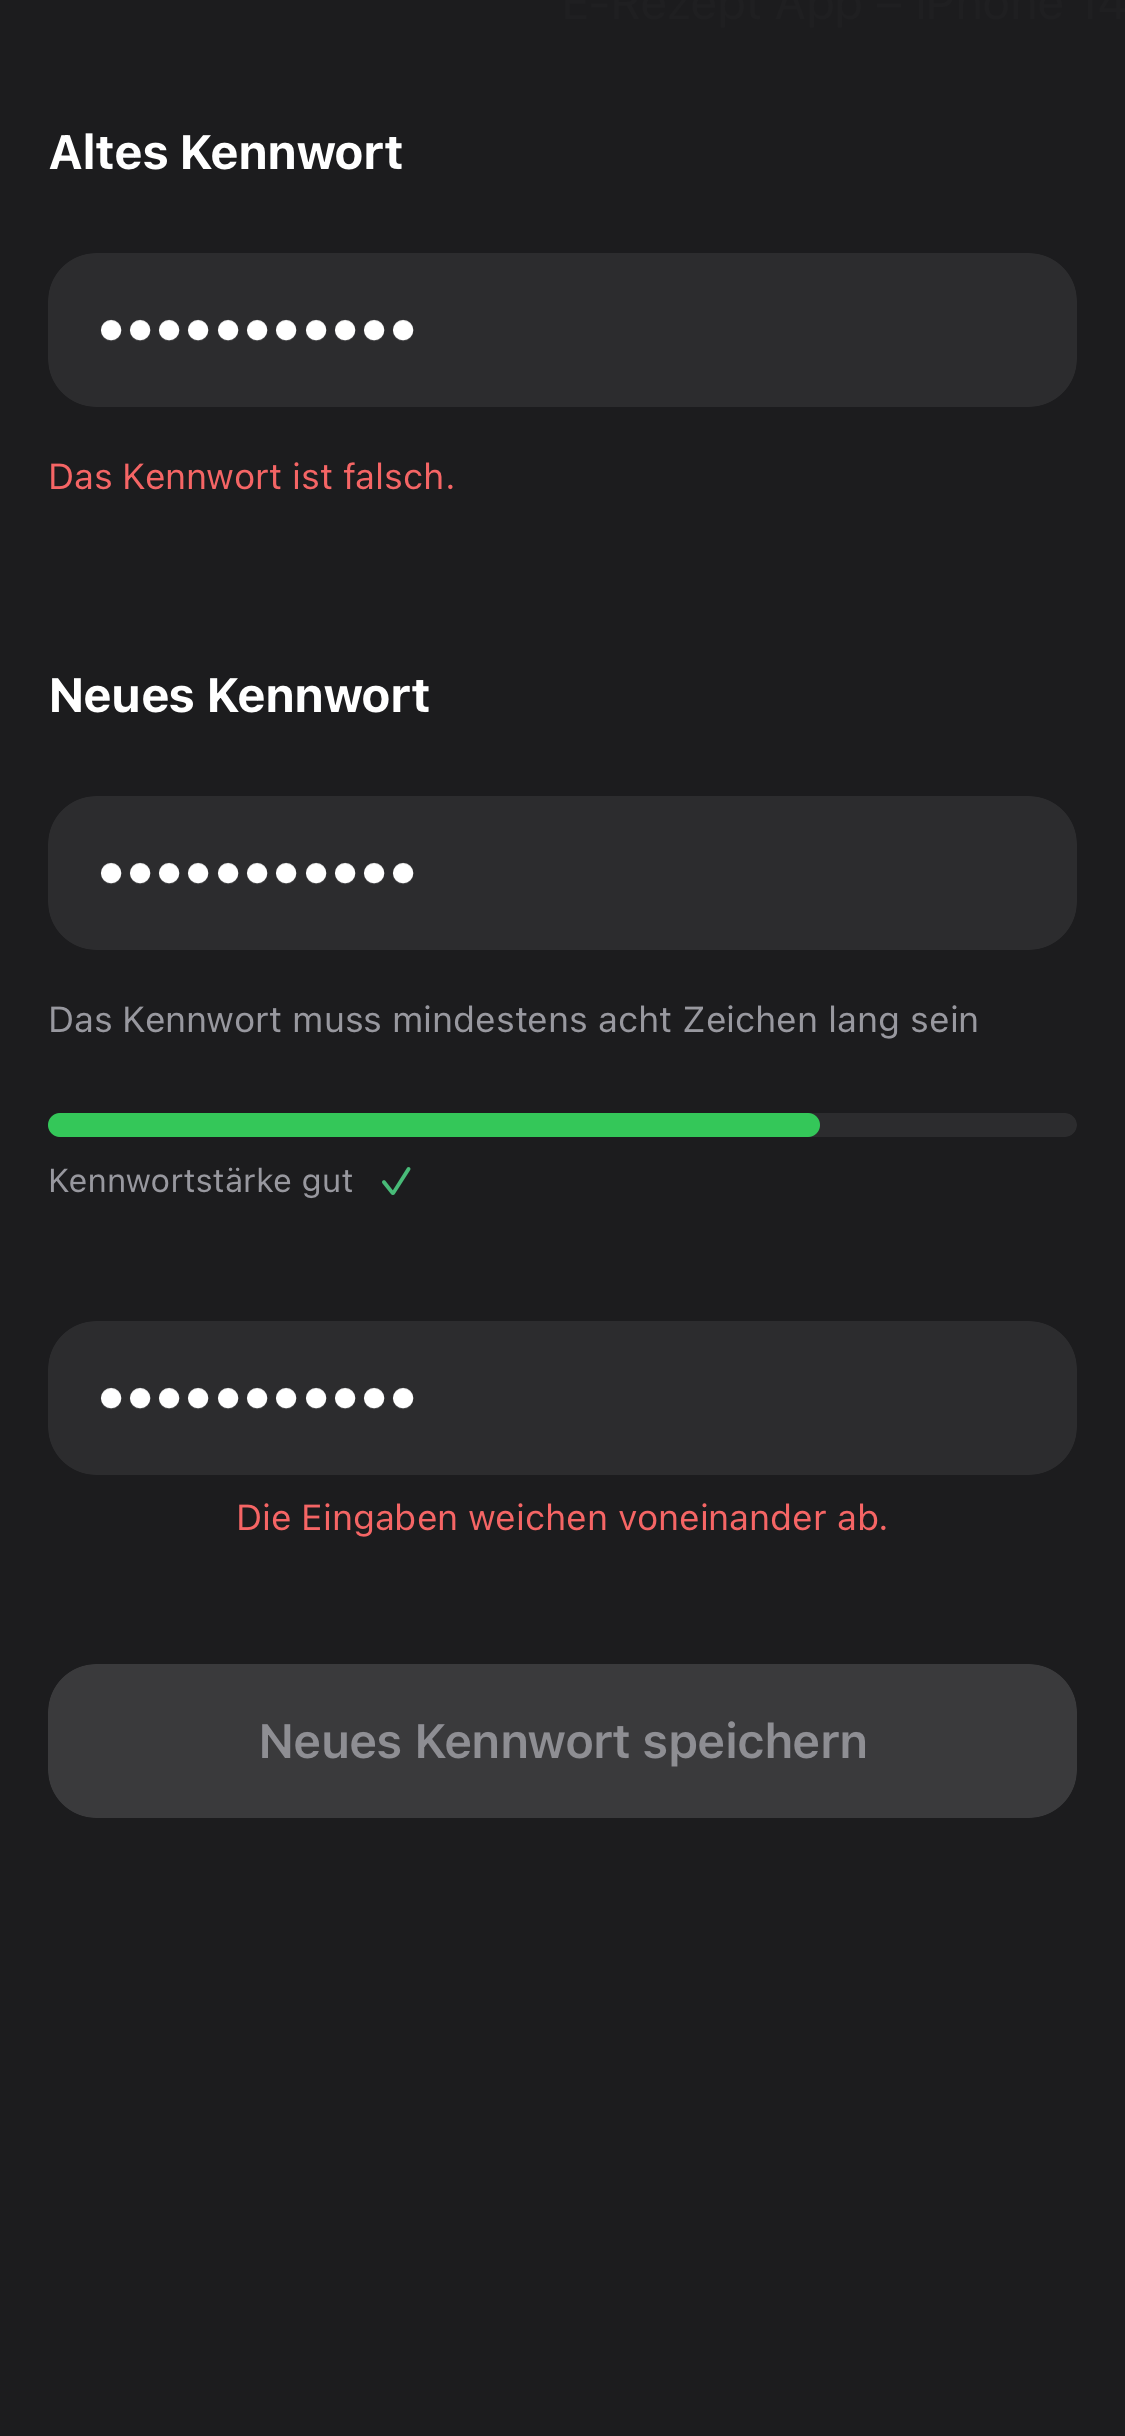 E-Rezept App – iPhone 14
Altes Kennwort
●●●●●●●●●●●
Das Kennwort ist falsch.
Neues Kennwort
●●●●●●●●●●●
Das Kennwort muss mindestens acht Zeichen lang sein
Kennwortstärke gut ✓
●●●●●●●●●●●
Die Eingaben weichen voneinander ab.
Neues Kennwort speichern